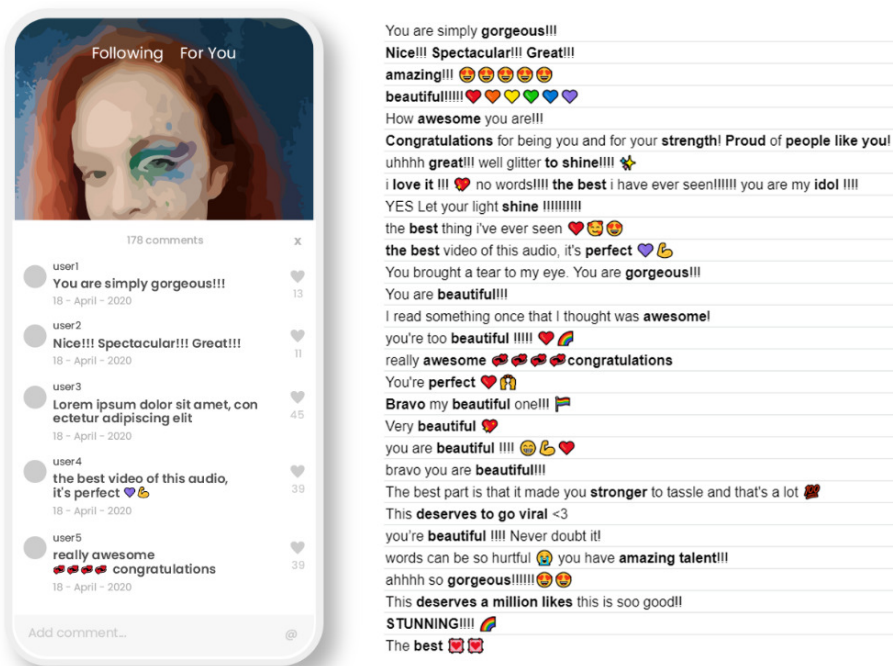 Following For You
178 comments x
user1
You are simply gorgeous!!!
13
18 - April - 2020
user2
Nice!!! Spectacular!!! Great!!!
11
18 - April - 2020
user3
Lorem ipsum dolor sit amet, con
ectetur adipiscing elit
45
18 - April - 2020
user4
the best video of this audio,
it's perfect 💜💪
39
18 - April - 2020
user5
really awesome
💋💋💋💋 congratulations
39
18 - April - 2020
Add comment... @
You are simply gorgeous!!!
Nice!!! Spectacular!!! Great!!!
amazing!!! 😍😍😍😍😍
beautiful!!!!!❤️🧡💛💚💙💜
How awesome you are!!!
Congratulations for being you and for your strength! Proud of people like you!
uhhhh great!!! well glitter to shine!!!! ✨
i love it !!! 💖 no words!!!! the best i have ever seen!!!!!! you are my idol !!!!
YES Let your light shine !!!!!!!!!!
the best thing i've ever seen ❤️🥰😍
the best video of this audio, it's perfect 💜💪
You brought a tear to my eye. You are gorgeous!!!
You are beautiful!!!
I read something once that I thought was awesome!
you're too beautiful !!!!! ❤️🌈
really awesome 💋💋💋💋congratulations
You're perfect ❤️🙌
Bravo my beautiful one!!! 🏳️‍🌈
Very beautiful 💖
you are beautiful !!!! 😁💪❤️
bravo you are beautiful!!!
The best part is that it made you stronger to tassle and that's a lot 💯
This deserves to go viral <3
you're beautiful !!!! Never doubt it!
words can be so hurtful 😭 you have amazing talent!!!
ahhhh so gorgeous!!!!!!😍😍
This deserves a million likes this is soo good!!
STUNNING!!!! 🌈
The best 💟💟